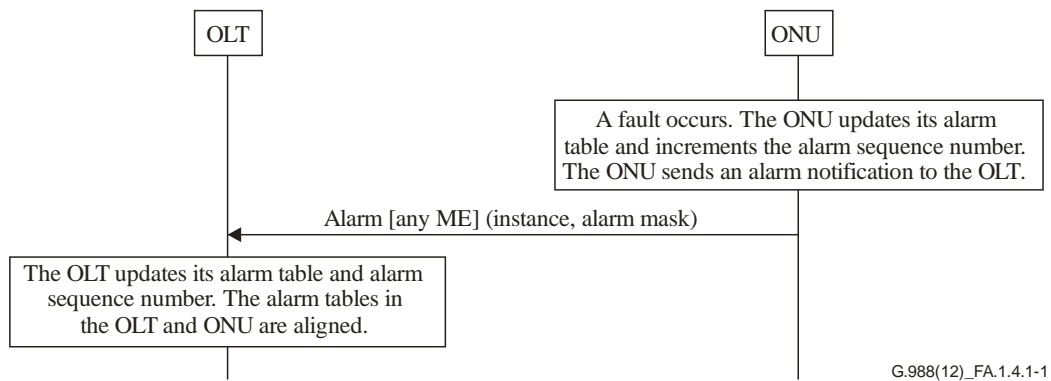 OLT
ONU
A fault occurs. The ONU updates its alarm
table and increments the alarm sequence number.
The ONU sends an alarm notification to the OLT.
Alarm [any ME] (instance, alarm mask)
The OLT updates its alarm table and alarm
sequence number. The alarm tables in
the OLT and ONU are aligned.
G.988(12)_FA.1.4.1-1